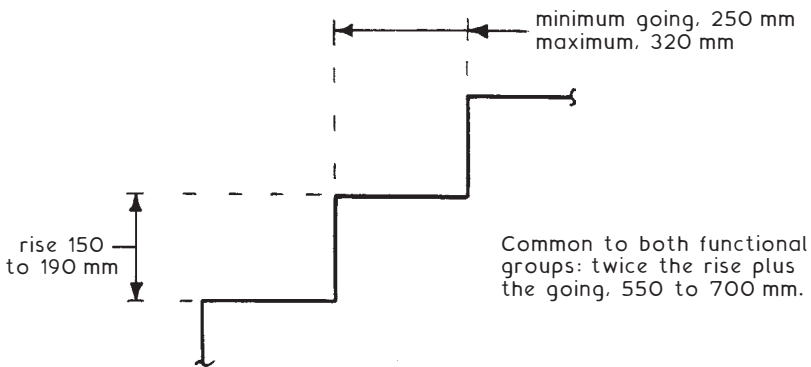 minimum going, 250 mm
maximum, 320 mm
rise 150
to 190 mm
Common to both functional
groups: twice the rise plus
the going, 550 to 700 mm.